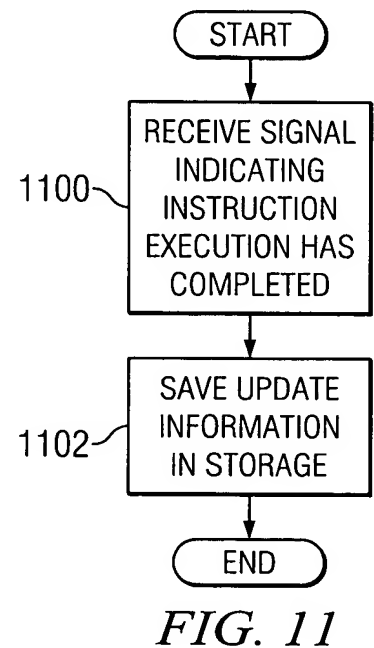 START
RECEIVE SIGNAL
INDICATING
1100
INSTRUCTION
EXECUTION HAS
COMPLETED
SAVE UPDATE
INFORMATION
1102
IN STORAGE
END
FIG. 11